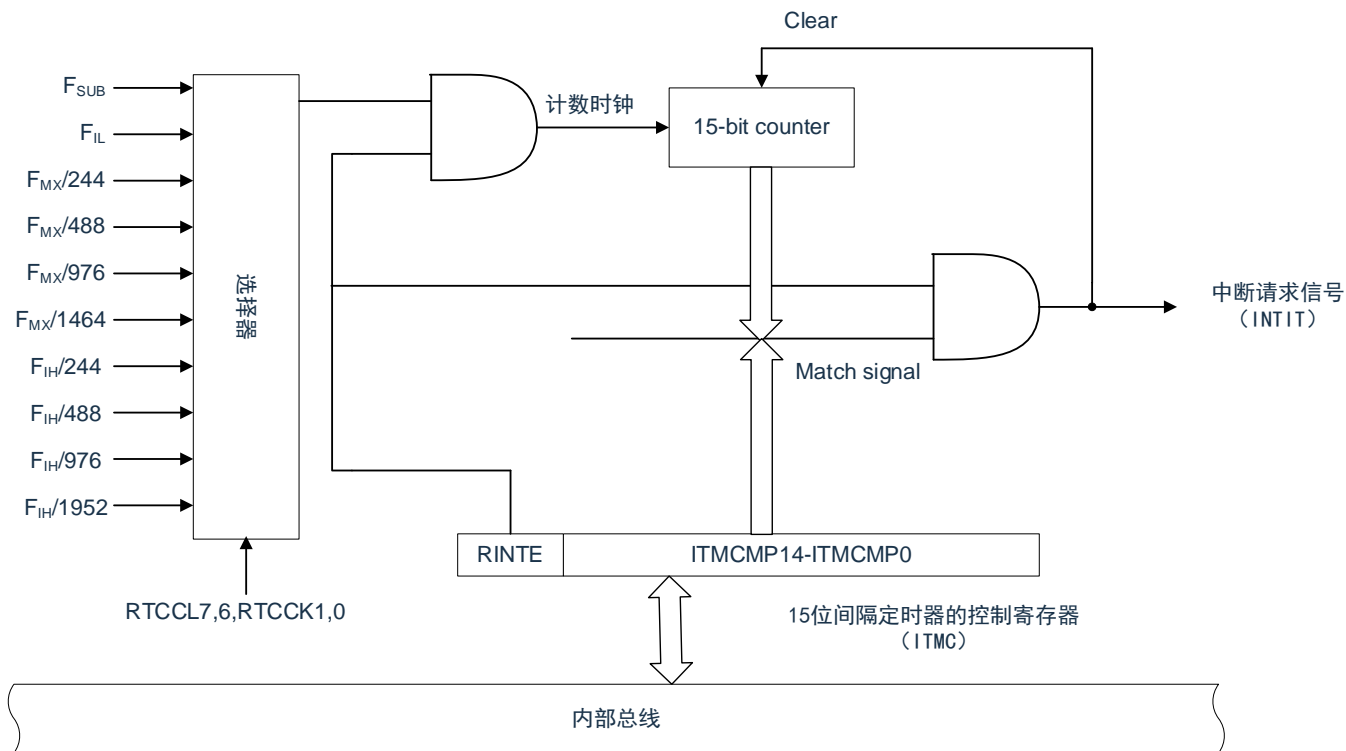 Clear
F_SUB
F_IL
F_MX/244
F_MX/488
F_MX/976
F_MX/1464
F_IH/244
F_IH/488
F_IH/976
F_IH/1952
选择器
RTCCL7,6,RTCCK1,0
计数时钟
15-bit counter
Match signal
中断请求信号
（INTIT）
RINTE
ITMCMP14-ITMCMP0
15位间隔定时器的控制寄存器
（ITMC）
内部总线